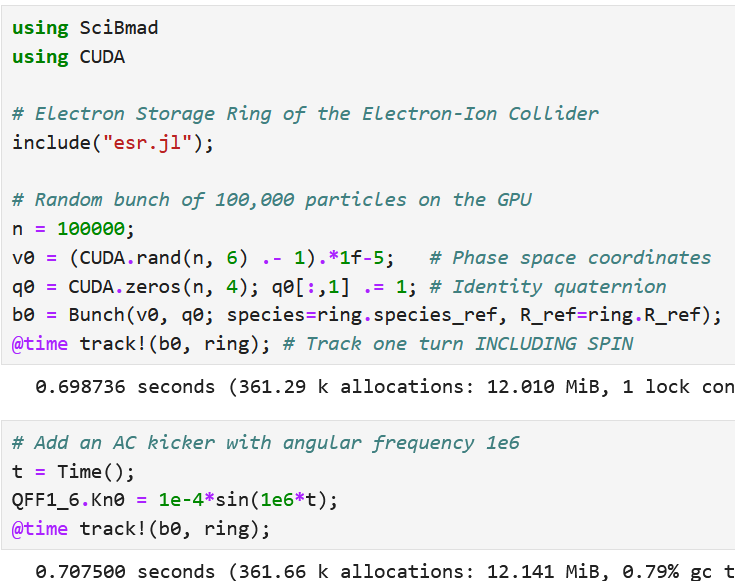 using SciBmad
using CUDA
# Electron Storage Ring of the Electron-Ion Collider
include("esr.jl");
# Random bunch of 100,000 particles on the GPU
n = 100000;
v0 = (CUDA.rand(n, 6) .- 1).*1f-5;   # Phase space coordinates
q0 = CUDA.zeros(n, 4); q0[:,1] .= 1; # Identity quaternion
b0 = Bunch(v0, q0; species=ring.species_ref, R_ref=ring.R_ref);
@time track!(b0, ring); # Track one turn INCLUDING SPIN
0.698736 seconds (361.29 k allocations: 12.010 MiB, 1 lock con
# Add an AC kicker with angular frequency 1e6
t = Time();
QFF1_6.Kn0 = 1e-4*sin(1e6*t);
@time track!(b0, ring);
0.707500 seconds (361.66 k allocations: 12.141 MiB, 0.79% gc t